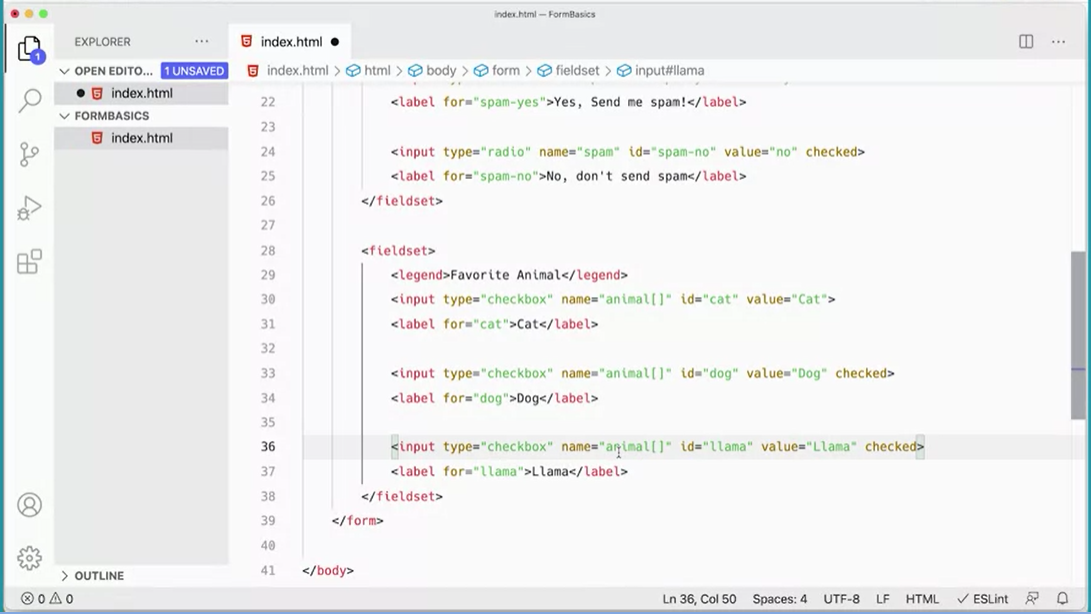 index.html — FormBasics
EXPLORER
index.html
OPEN EDITO... 1 UNSAVED
index.html
FORMBASICS
index.html
OUTLINE
1
index.html > html > body > form > fieldset > input#llama
22 <label for="spam-yes">Yes, Send me spam!</label>
23
24 <input type="radio" name="spam" id="spam-no" value="no" checked>
25 <label for="spam-no">No, don't send spam</label>
26 </fieldset>
27
28 <fieldset>
29 <legend>Favorite Animal</legend>
30 <input type="checkbox" name="animal[]" id="cat" value="Cat">
31 <label for="cat">Cat</label>
32
33 <input type="checkbox" name="animal[]" id="dog" value="Dog" checked>
34 <label for="dog">Dog</label>
35
36 <input type="checkbox" name="animal[]" id="llama" value="Llama" checked>
37 <label for="llama">Llama</label>
38 </fieldset>
39 </form>
40
41 </body>
0 0 Ln 36, Col 50 Spaces: 4 UTF-8 LF HTML ESLint